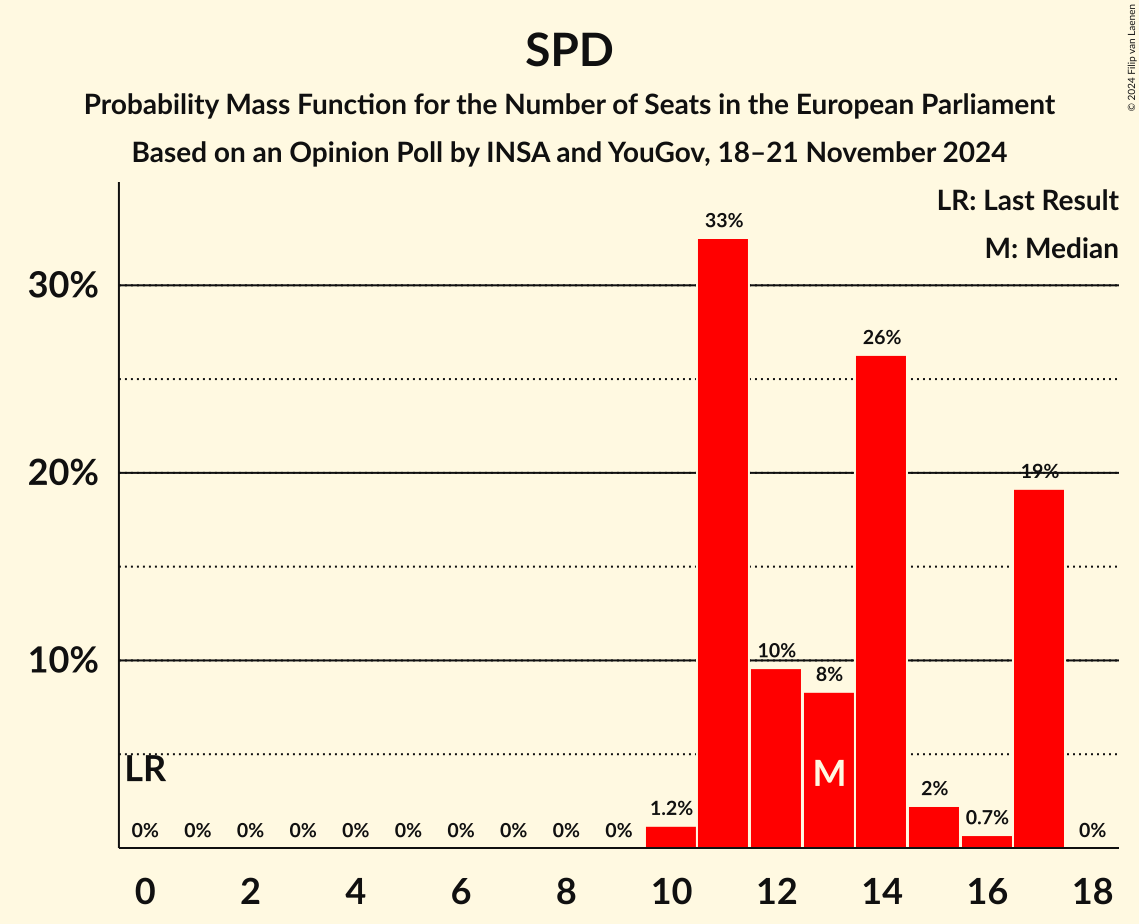 © 2024 Filip van Laenen
SPD
Probability Mass Function for the Number of Seats in the European Parliament
Based on an Opinion Poll by INSA and YouGov, 18–21 November 2024
LR: Last Result
M: Median
33%
30%
26%
20%
19%
10%
10%
8%
LR
M
2%
1.2%
0.7%
0% 0% 0% 0% 0% 0% 0% 0% 0% 0% 0%
0 2 4 6 8 10 12 14 16 18